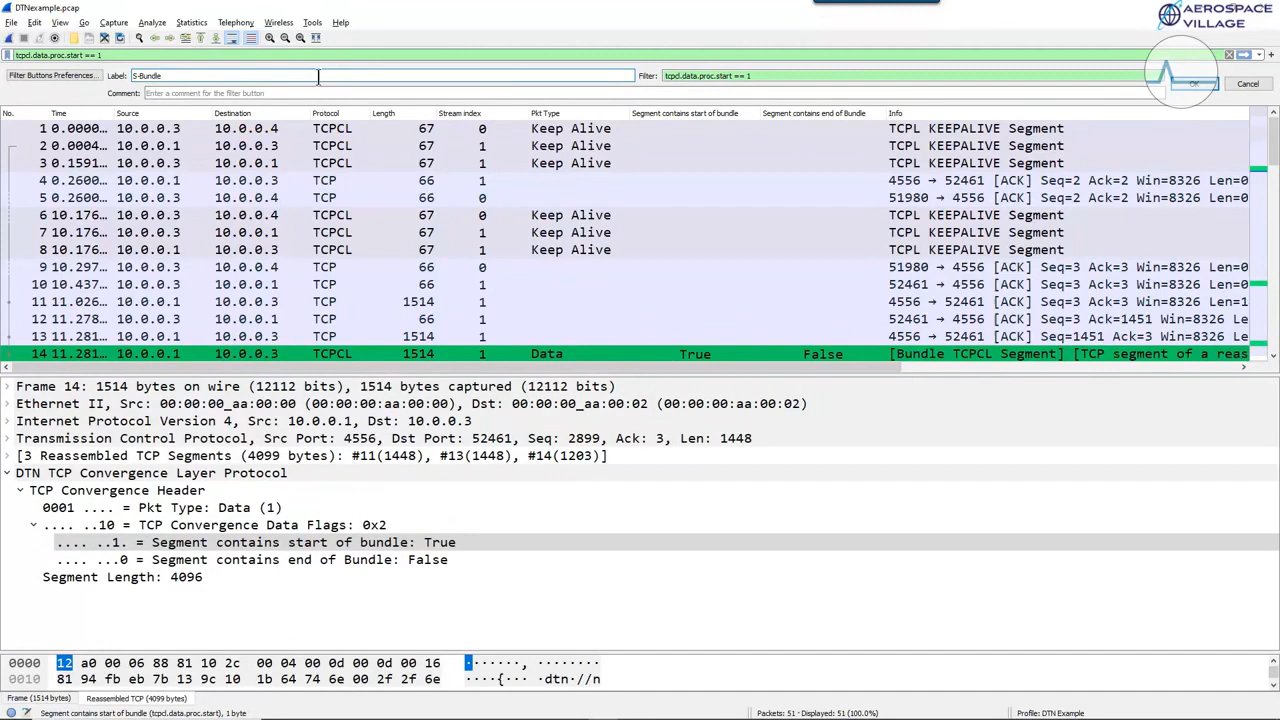 DTNexample.pcap
File Edit View Go Capture Analyze Statistics Telephony Wireless Tools Help
AEROSPACE
VILLAGE
tcpcl.data.proc.start == 1
Filter Buttons Preferences... Label: S-Bundle Filter: tcpcl.data.proc.start == 1 OK Cancel
Comment: Enter a comment for the filter button
No. Time Source Destination Protocol Length Stream index Pkt Type Segment contains start of bundle Segment contains end of Bundle Info
1 0.0000… 10.0.0.3 10.0.0.4 TCPCL 67 0 Keep Alive TCPL KEEPALIVE Segment
2 0.0004… 10.0.0.1 10.0.0.3 TCPCL 67 1 Keep Alive TCPL KEEPALIVE Segment
3 0.1591… 10.0.0.3 10.0.0.1 TCPCL 67 1 Keep Alive TCPL KEEPALIVE Segment
4 0.2600… 10.0.0.1 10.0.0.3 TCP 66 1 4556 → 52461 [ACK] Seq=2 Ack=2 Win=8326 Len=0
5 0.2600… 10.0.0.3 10.0.0.4 TCP 66 0 51980 → 4556 [ACK] Seq=2 Ack=2 Win=8326 Len=0
6 10.176… 10.0.0.3 10.0.0.4 TCPCL 67 0 Keep Alive TCPL KEEPALIVE Segment
7 10.176… 10.0.0.3 10.0.0.1 TCPCL 67 1 Keep Alive TCPL KEEPALIVE Segment
8 10.176… 10.0.0.1 10.0.0.3 TCPCL 67 1 Keep Alive TCPL KEEPALIVE Segment
9 10.297… 10.0.0.3 10.0.0.4 TCP 66 0 51980 → 4556 [ACK] Seq=3 Ack=3 Win=8326 Len=0
10 10.437… 10.0.0.3 10.0.0.1 TCP 66 1 52461 → 4556 [ACK] Seq=3 Ack=3 Win=8326 Len=0
11 11.026… 10.0.0.1 10.0.0.3 TCP 1514 1 4556 → 52461 [ACK] Seq=3 Ack=3 Win=8326 Len=1
12 11.278… 10.0.0.3 10.0.0.1 TCP 66 1 52461 → 4556 [ACK] Seq=3 Ack=1451 Win=8326 Le
13 11.281… 10.0.0.1 10.0.0.3 TCP 1514 1 4556 → 52461 [ACK] Seq=1451 Ack=3 Win=8326 Le
14 11.281… 10.0.0.1 10.0.0.3 TCPCL 1514 1 Data True False [Bundle TCPCL Segment] [TCP segment of a reas
Frame 14: 1514 bytes on wire (12112 bits), 1514 bytes captured (12112 bits)
Ethernet II, Src: 00:00:00_aa:00:00 (00:00:00:aa:00:00), Dst: 00:00:00_aa:00:02 (00:00:00:aa:00:02)
Internet Protocol Version 4, Src: 10.0.0.1, Dst: 10.0.0.3
Transmission Control Protocol, Src Port: 4556, Dst Port: 52461, Seq: 2899, Ack: 3, Len: 1448
[3 Reassembled TCP Segments (4099 bytes): #11(1448), #13(1448), #14(1203)]
DTN TCP Convergence Layer Protocol
TCP Convergence Header
0001 .... = Pkt Type: Data (1)
.... ..10 = TCP Convergence Data Flags: 0x2
.... ..1. = Segment contains start of bundle: True
.... ...0 = Segment contains end of Bundle: False
Segment Length: 4096
0000 12 a0 00 06 88 81 10 2c 00 04 00 0d 00 0d 00 16 ·······, ········
0010 81 94 fb eb 7b 13 9c 10 1b 64 74 6e 00 2f 2f 6e ····{··· ·dtn·//n
Frame (1514 bytes) Reassembled TCP (4099 bytes)
Segment contains start of bundle (tcpcl.data.proc.start), 1 byte Packets: 51 · Displayed: 51 (100.0%) Profile: DTN Example